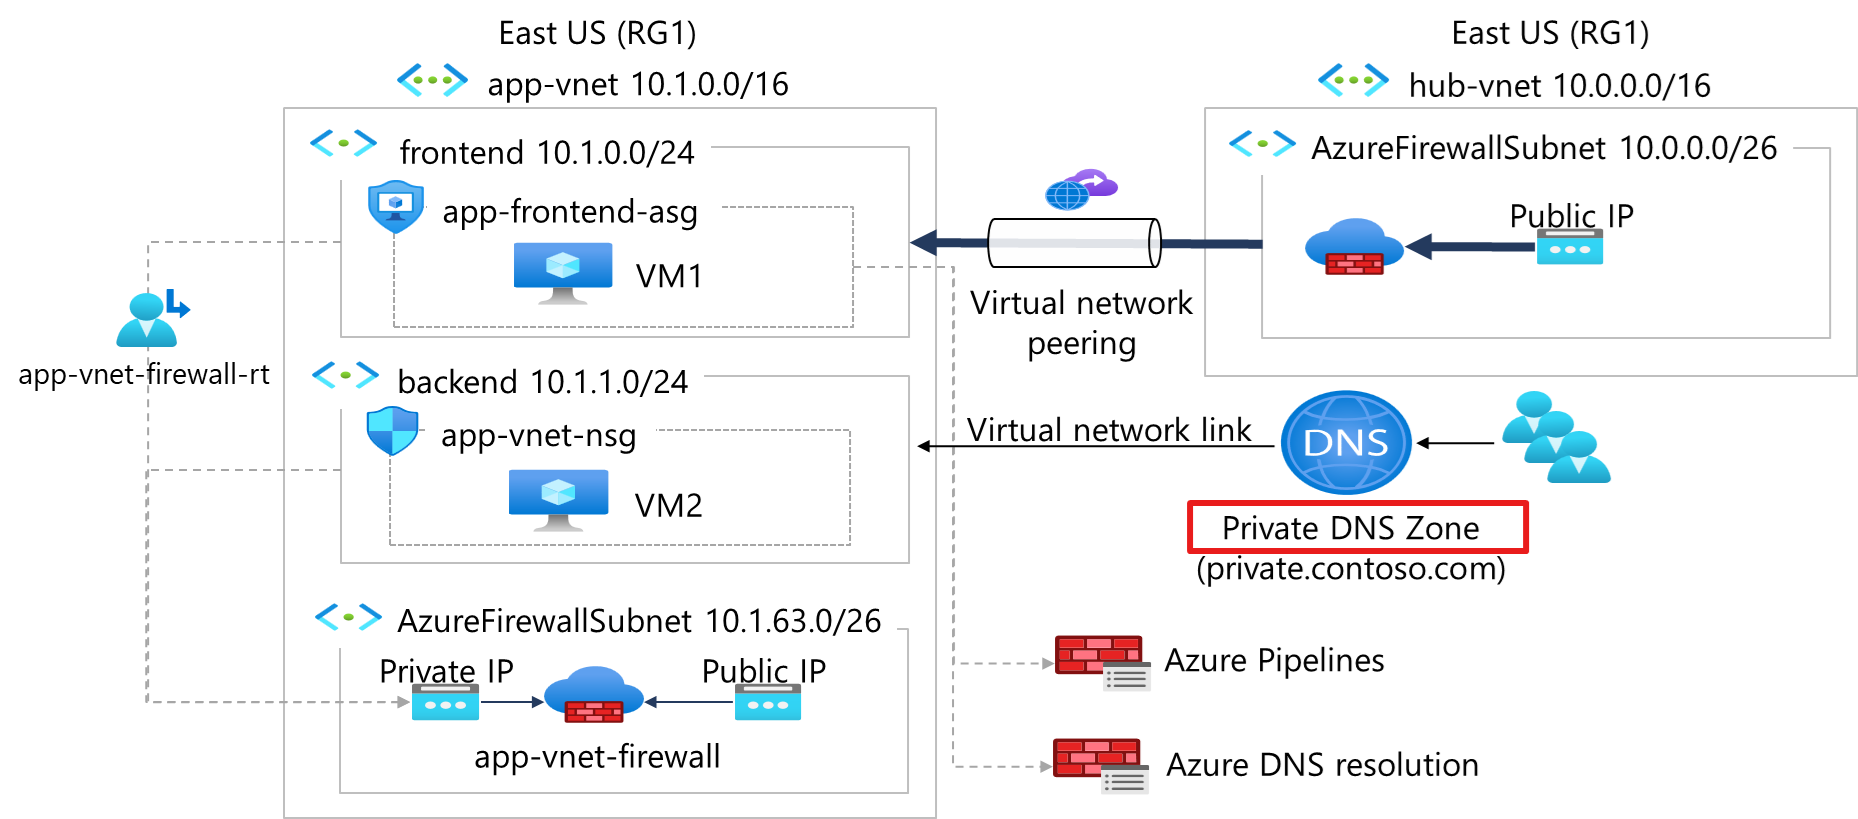 East US (RG1)
app-vnet 10.1.0.0/16
East US (RG1)
hub-vnet 10.0.0.0/16
frontend 10.1.0.0/24
app-frontend-asg
VM1
AzureFirewallSubnet 10.0.0.0/26
Public IP
Virtual network
peering
app-vnet-firewall-rt
backend 10.1.1.0/24
app-vnet-nsg
VM2
Virtual network link
DNS
Private DNS Zone
(private.contoso.com)
AzureFirewallSubnet 10.1.63.0/26
Private IP
Public IP
app-vnet-firewall
Azure Pipelines
Azure DNS resolution